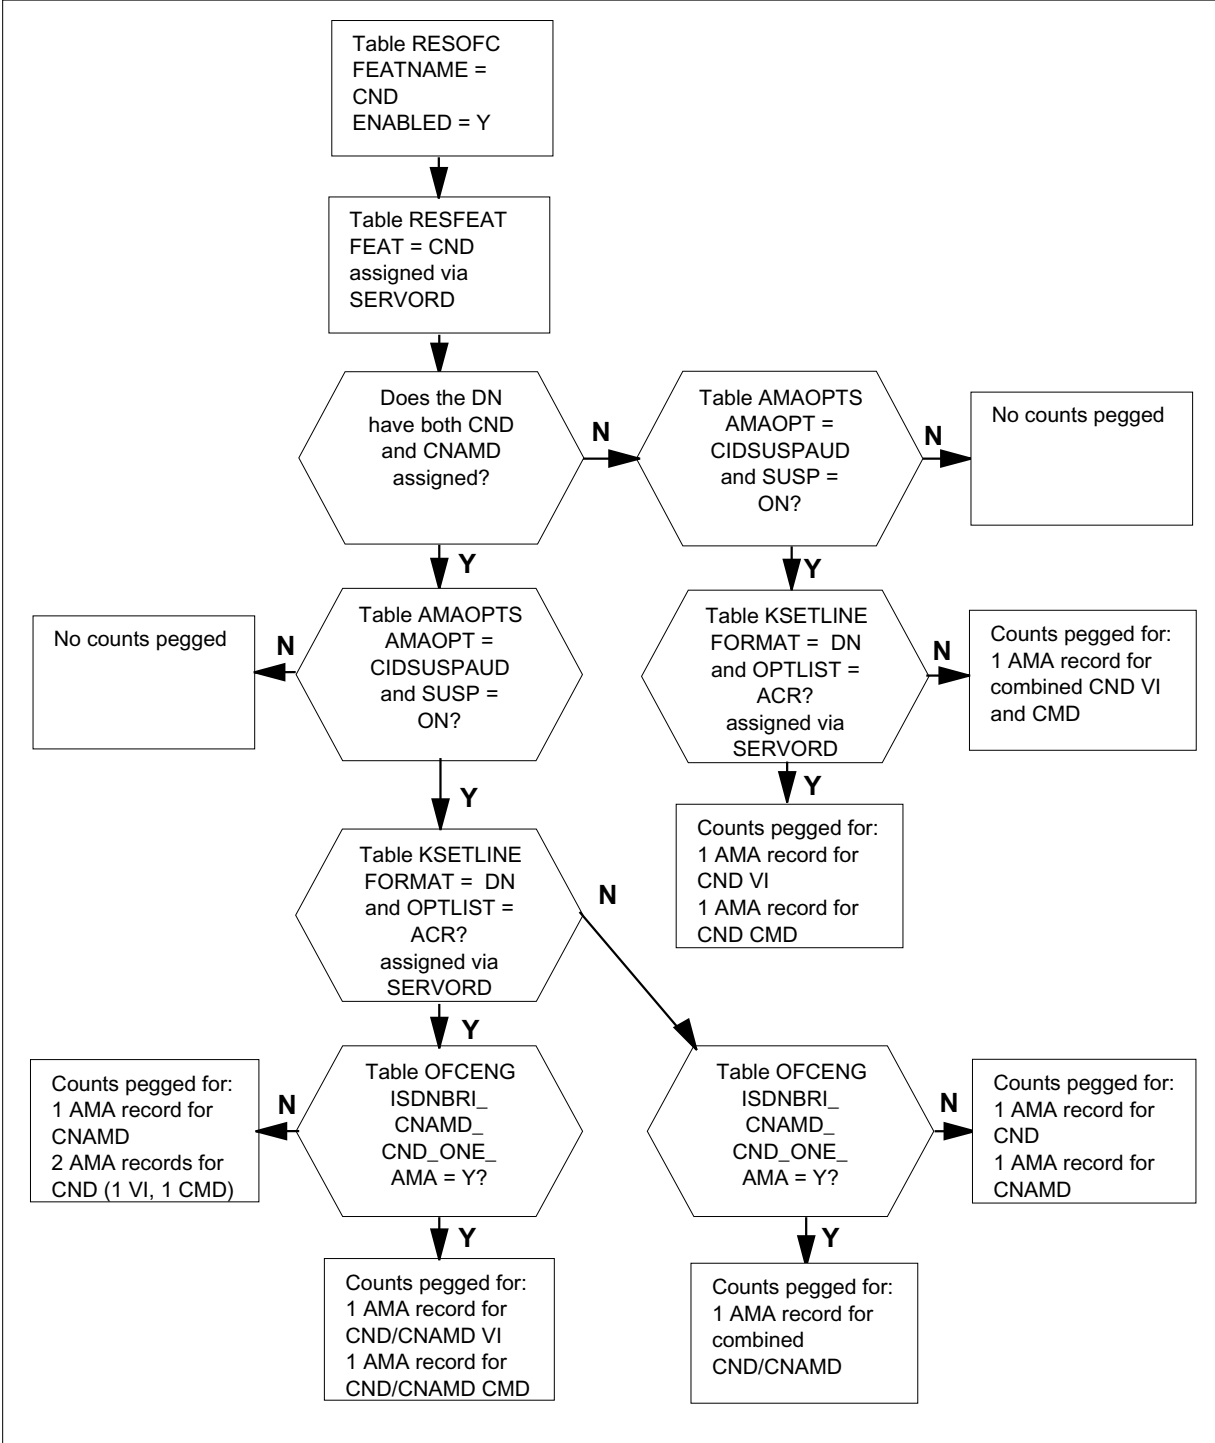 Table RESOFC
FEATNAME =
CND
ENABLED = Y
Table RESFEAT
FEAT = CND
assigned via
SERVORD
Does the DN
have both CND
and CNAMD
assigned?
N
Table AMAOPTS
AMAOPT =
CIDSUSPAUD
and SUSP =
ON?
N
No counts pegged
Y
Y
Table AMAOPTS
AMAOPT =
CIDSUSPAUD
and SUSP =
ON?
N
No counts pegged
Table KSETLINE
FORMAT =  DN
and OPTLIST =
ACR?
assigned via
SERVORD
N
Counts pegged for:
1 AMA record for
combined CND VI
and CMD
Y
Y
Counts pegged for:
1 AMA record for
CND VI
1 AMA record for
CND CMD
Table KSETLINE
FORMAT =  DN
and OPTLIST =
ACR?
assigned via
SERVORD
N
Y
Table OFCENG
ISDNBRI_
CNAMD_
CND_ONE_
AMA = Y?
N
Counts pegged for:
1 AMA record for
CNAMD
2 AMA records for
CND (1 VI, 1 CMD)
Table OFCENG
ISDNBRI_
CNAMD_
CND_ONE_
AMA = Y?
N
Counts pegged for:
1 AMA record for
CND
1 AMA record for
CNAMD
Y
Y
Counts pegged for:
1 AMA record for
CND/CNAMD VI
1 AMA record for
CND/CNAMD CMD
Counts pegged for:
1 AMA record for
combined
CND/CNAMD